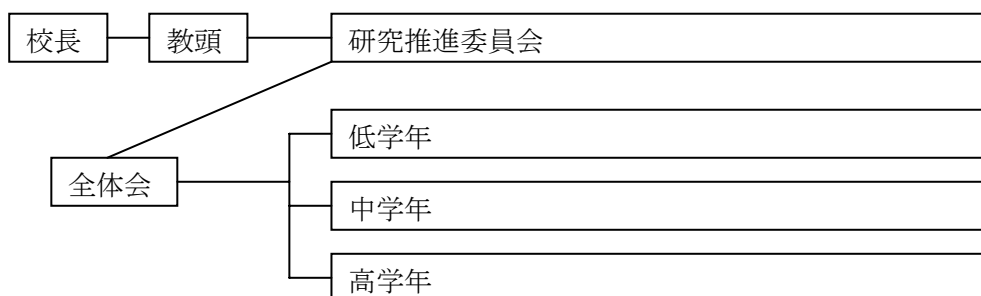 校長 教頭 研究推進委員会
低学年
全体会
中学年
高学年